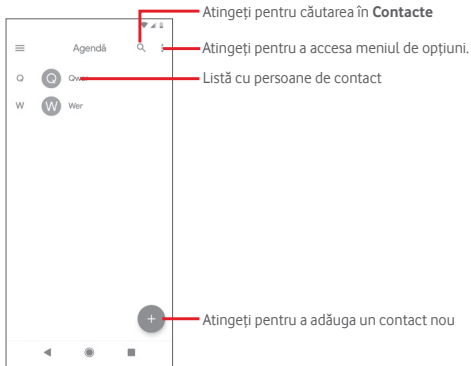 Atingeți pentru căutarea în Contacte
Agendă
Atingeți pentru a accesa meniul de opțiuni.
Q Q Qwer
Listă cu persoane de contact
W W Wer
Atingeți pentru a adăuga un contact nou